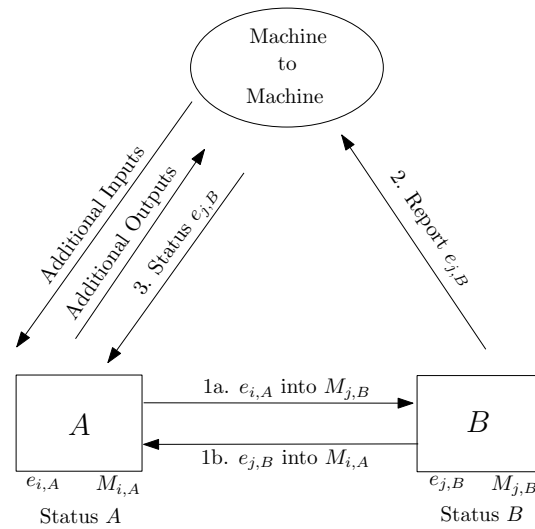 Machine
to
Machine
Additional Inputs
Additional Outputs
3. Status e_{j,B}
2. Report e_{j,B}
1a. e_{i,A} into M_{j,B}
A
B
1b. e_{j,B} into M_{i,A}
e_{i,A} M_{i,A}
e_{j,B} M_{j,B}
Status A
Status B